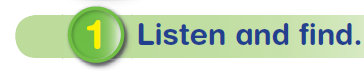 1 Listen and find.